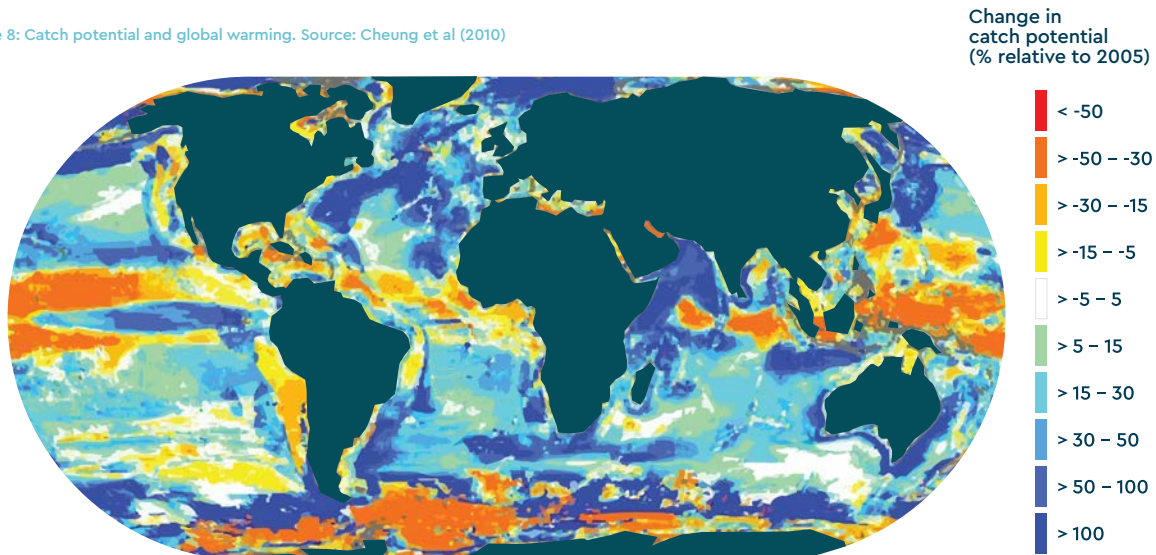 8: Catch potential and global warming. Source: Cheung et al (2010)
Change in
catch potential
(% relative to 2005)
< -50
> -50 – -30
> -30 – -15
> -15 – -5
> -5 – 5
> 5 – 15
> 15 – 30
> 30 – 50
> 50 – 100
> 100